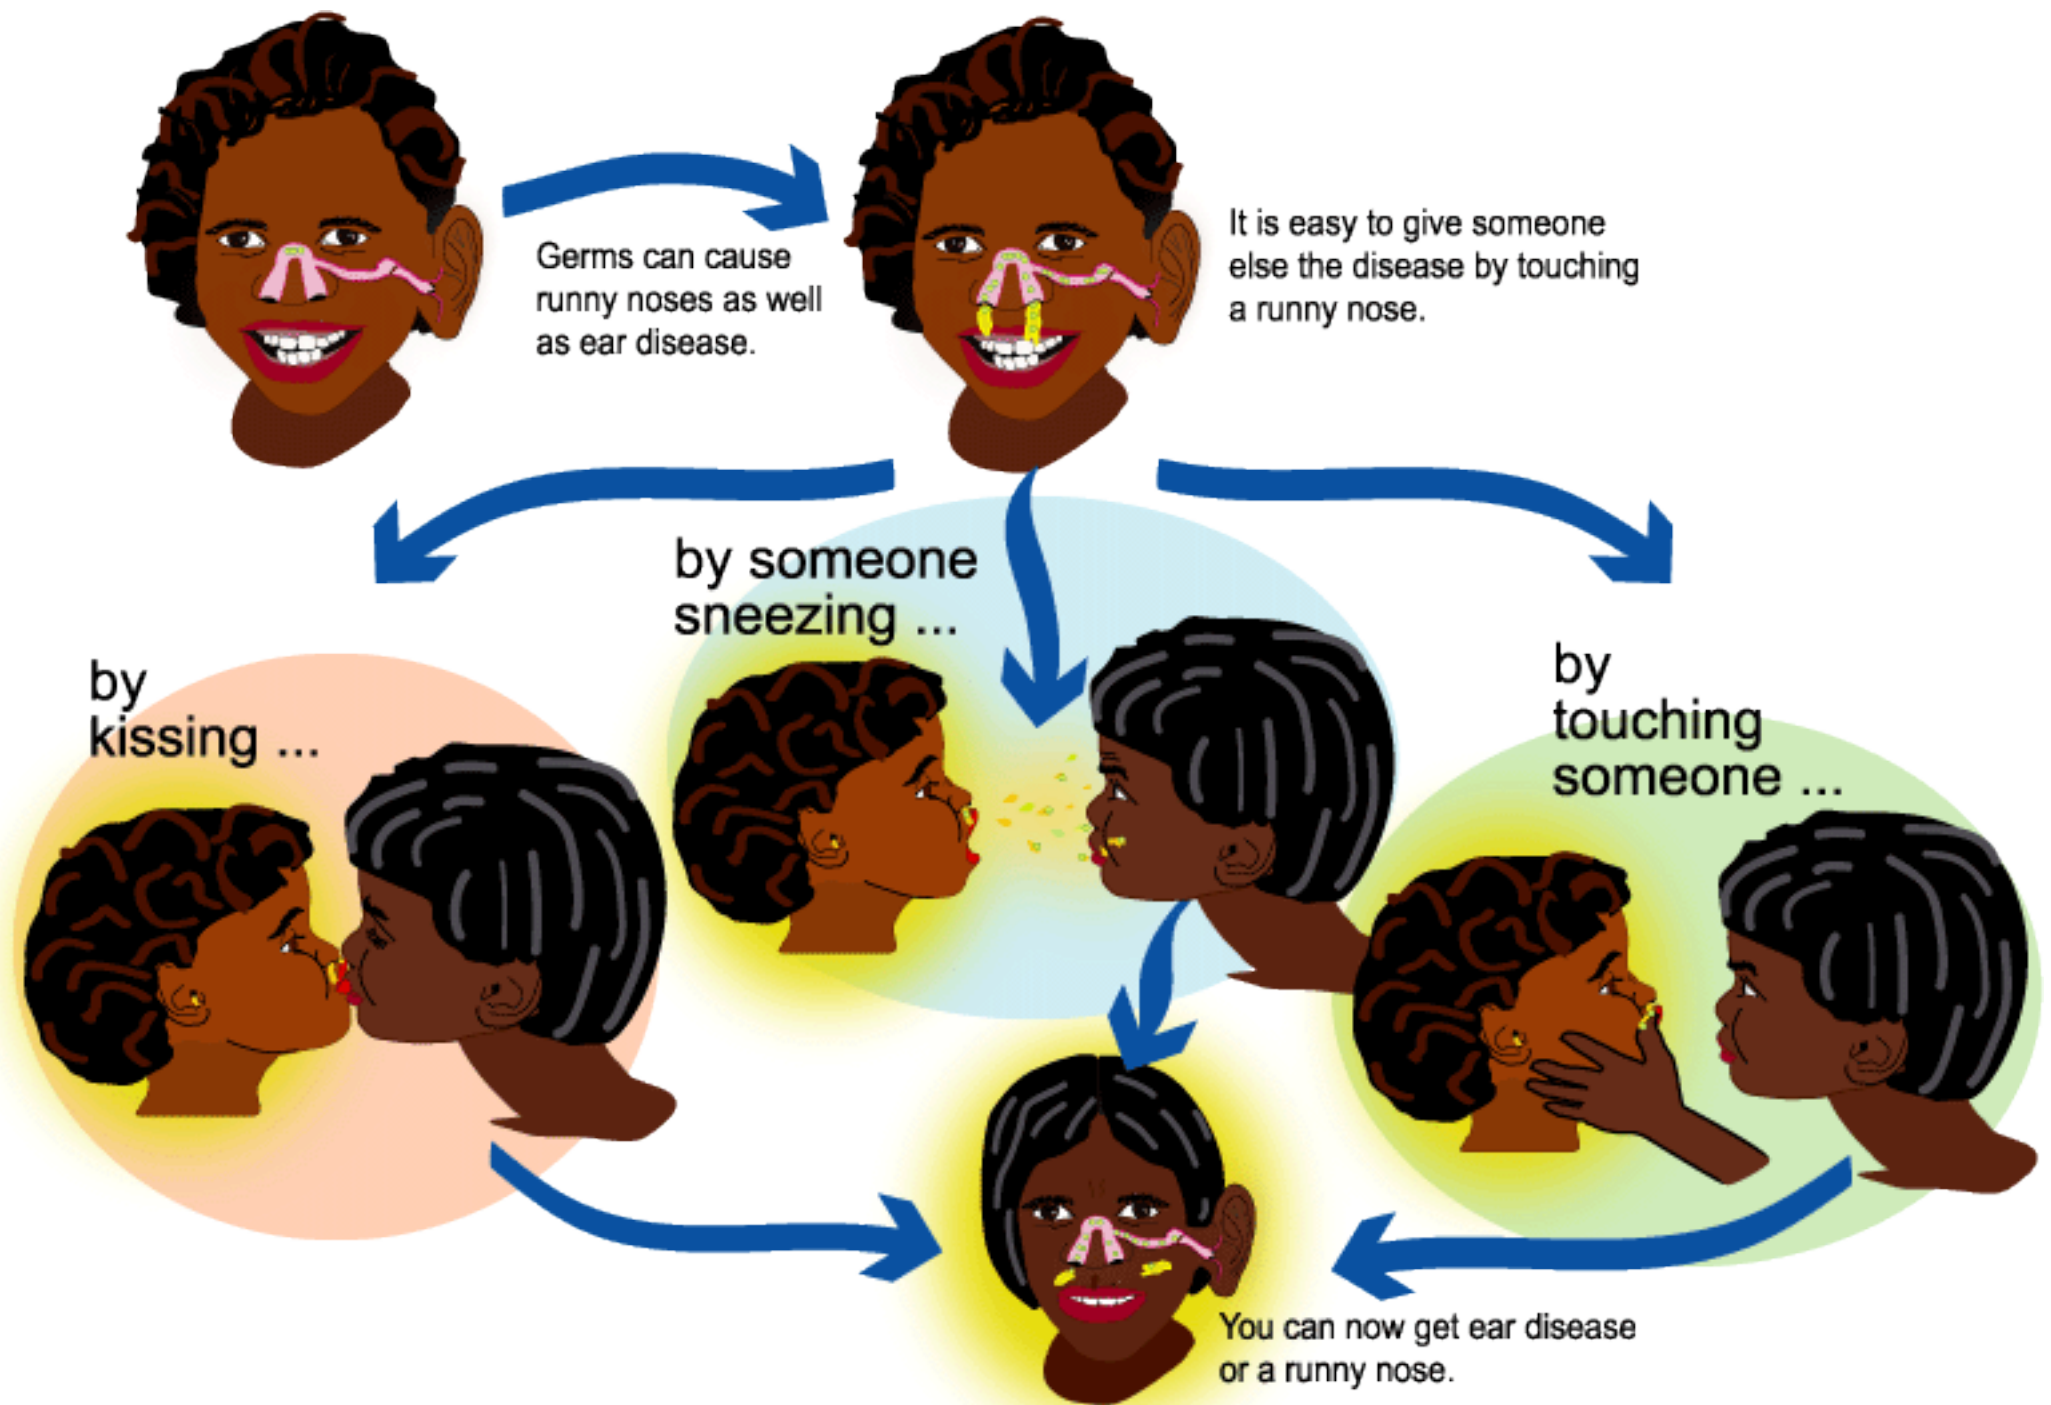 Germs can cause
runny noses as well
as ear disease.
It is easy to give someone
else the disease by touching
a runny nose.
by
kissing ...
by someone
sneezing ...
by
touching
someone ...
You can now get ear disease
or a runny nose.